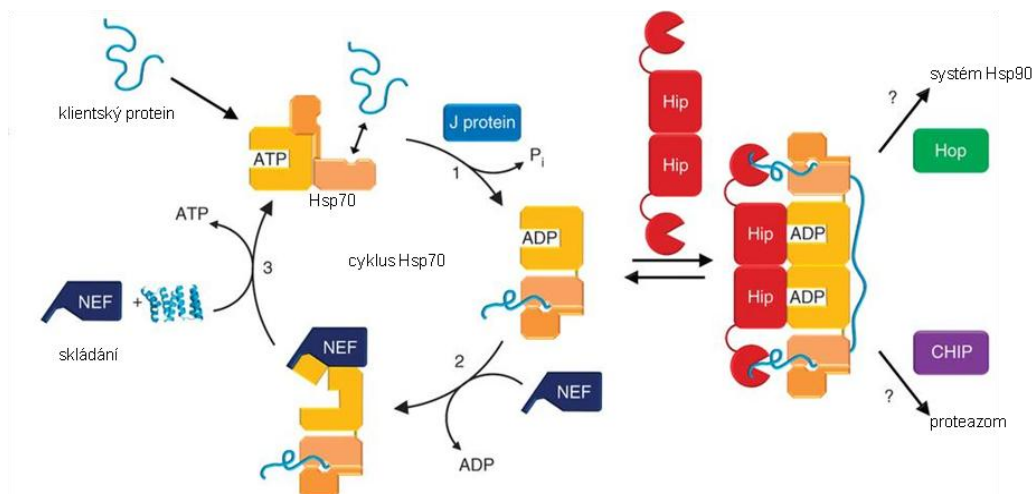 klientský protein
ATP
Hsp70
J protein
1
Pi
ADP
cyklus Hsp70
ATP
3
NEF
+
skládání
NEF
2
NEF
ADP
Hip
Hip
Hip
ADP
Hip
ADP
?
systém Hsp90
Hop
CHIP
?
proteazom